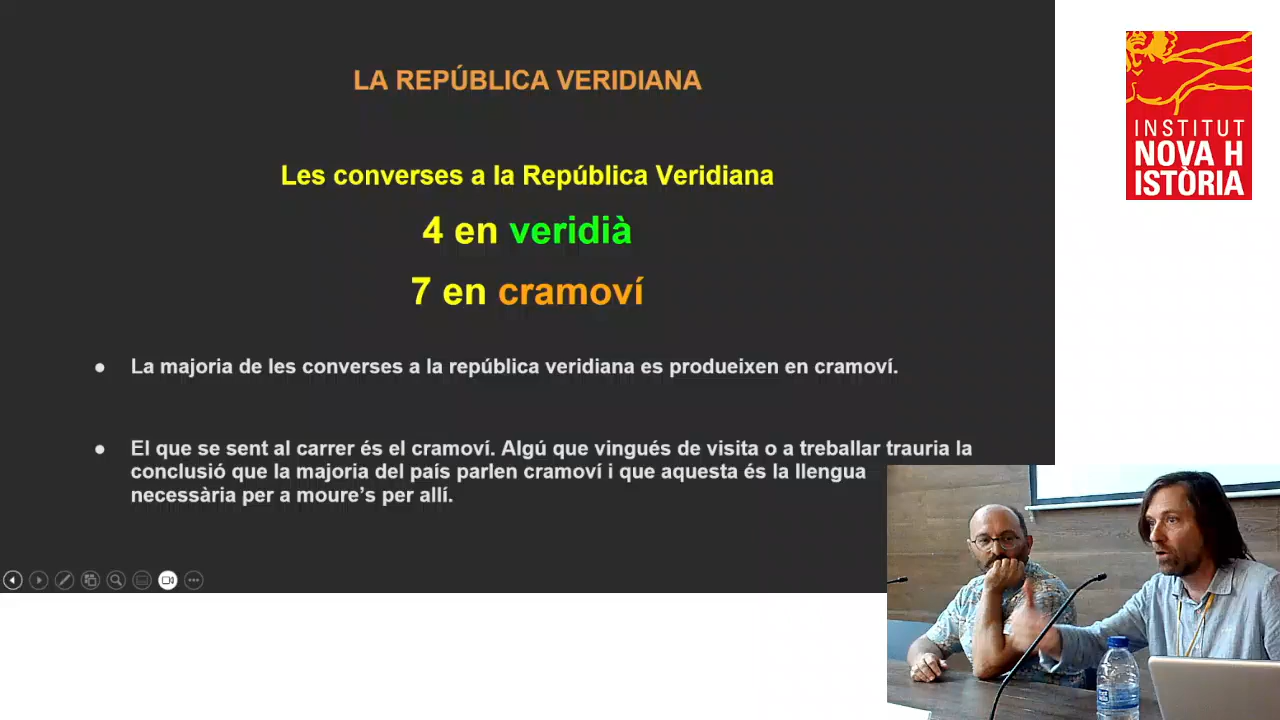 LA REPÚBLICA VERIDIANA
Les converses a la República Veridiana
4 en veridià
7 en cramoví
● La majoria de les converses a la república veridiana es produeixen en cramoví.
● El que se sent al carrer és el cramoví. Algú que vingués de visita o a treballar trauria la
conclusió que la majoria del país parlen cramoví i que aquesta és la llengua
necessària per a moure’s per allí.
INSTITUT
NOVA H
ISTÒRIA